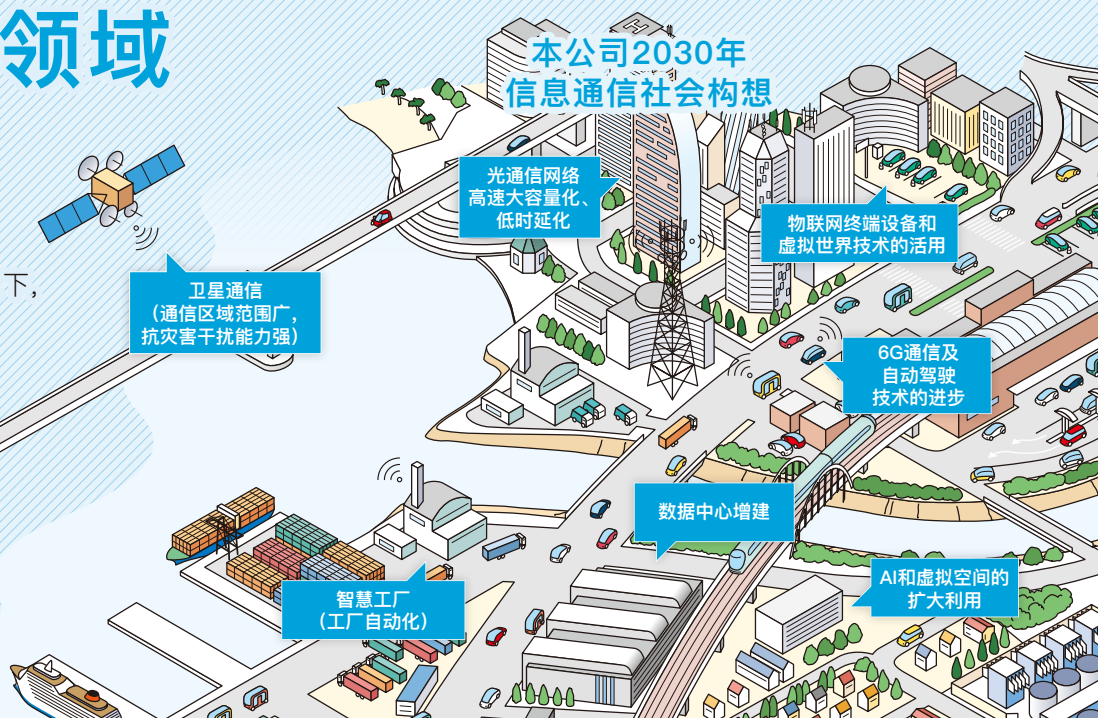 领域
本公司2030年
信息通信社会构想
光通信网络
高速大容量化、
低时延化
物联网终端设备和
虚拟世界技术的活用
下，
卫星通信
（通信区域范围广，
抗灾害干扰能力强）
6G通信及
自动驾驶
技术的进步
数据中心增建
AI和虚拟空间的
扩大利用
智慧工厂
（工厂自动化）
H